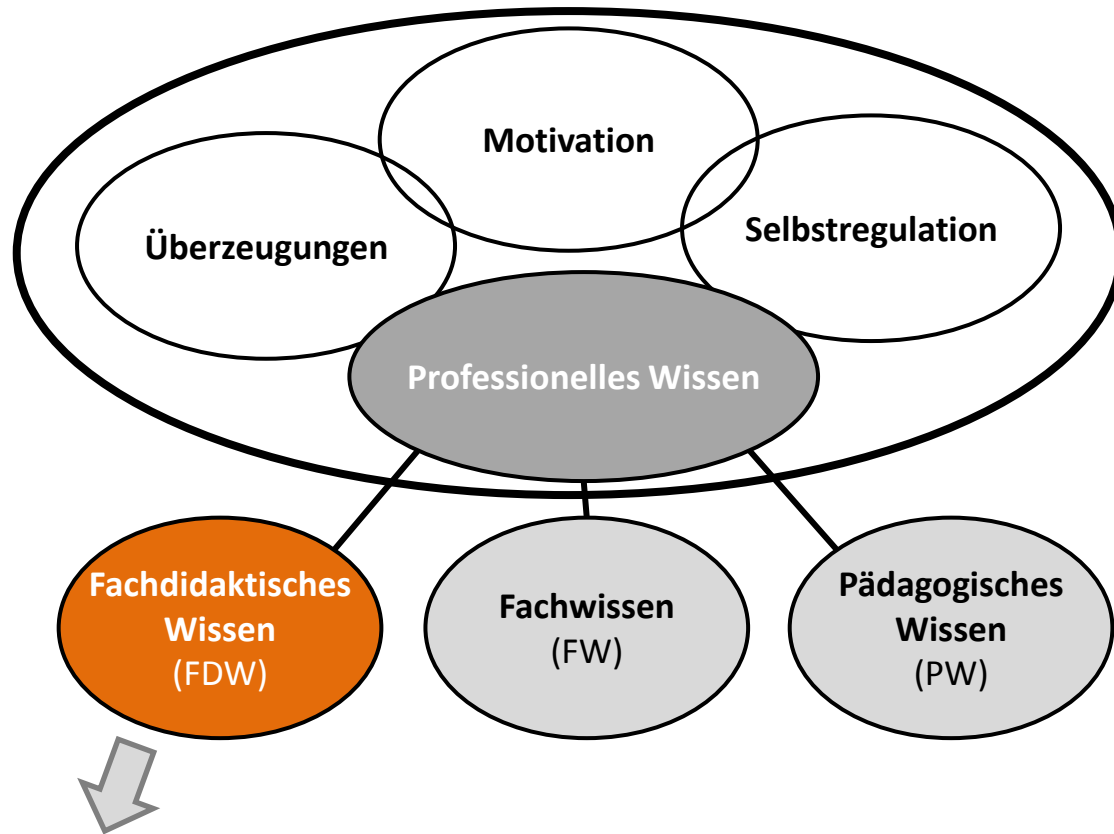 Motivation
Überzeugungen
Selbstregulation
Professionelles Wissen
Fachdidaktisches
Wissen
(FDW)
Fachwissen
(FW)
Pädagogisches
Wissen
(PW)